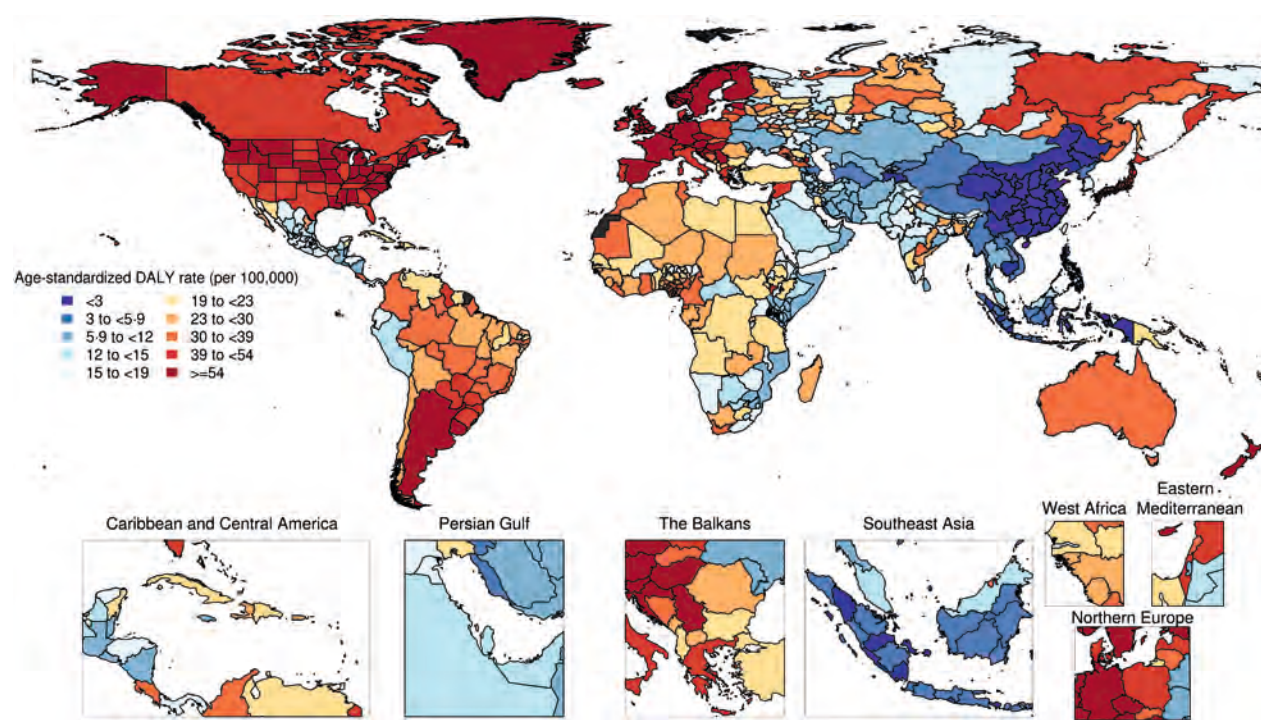 Age-standardized DALY rate (per 100,000)
<3
3 to <5·9
5·9 to <12
12 to <15
15 to <19
19 to <23
23 to <30
30 to <39
39 to <54
>=54
Caribbean and Central America
Persian Gulf
The Balkans
Southeast Asia
West Africa
Eastern
Mediterranean
Northern Europe